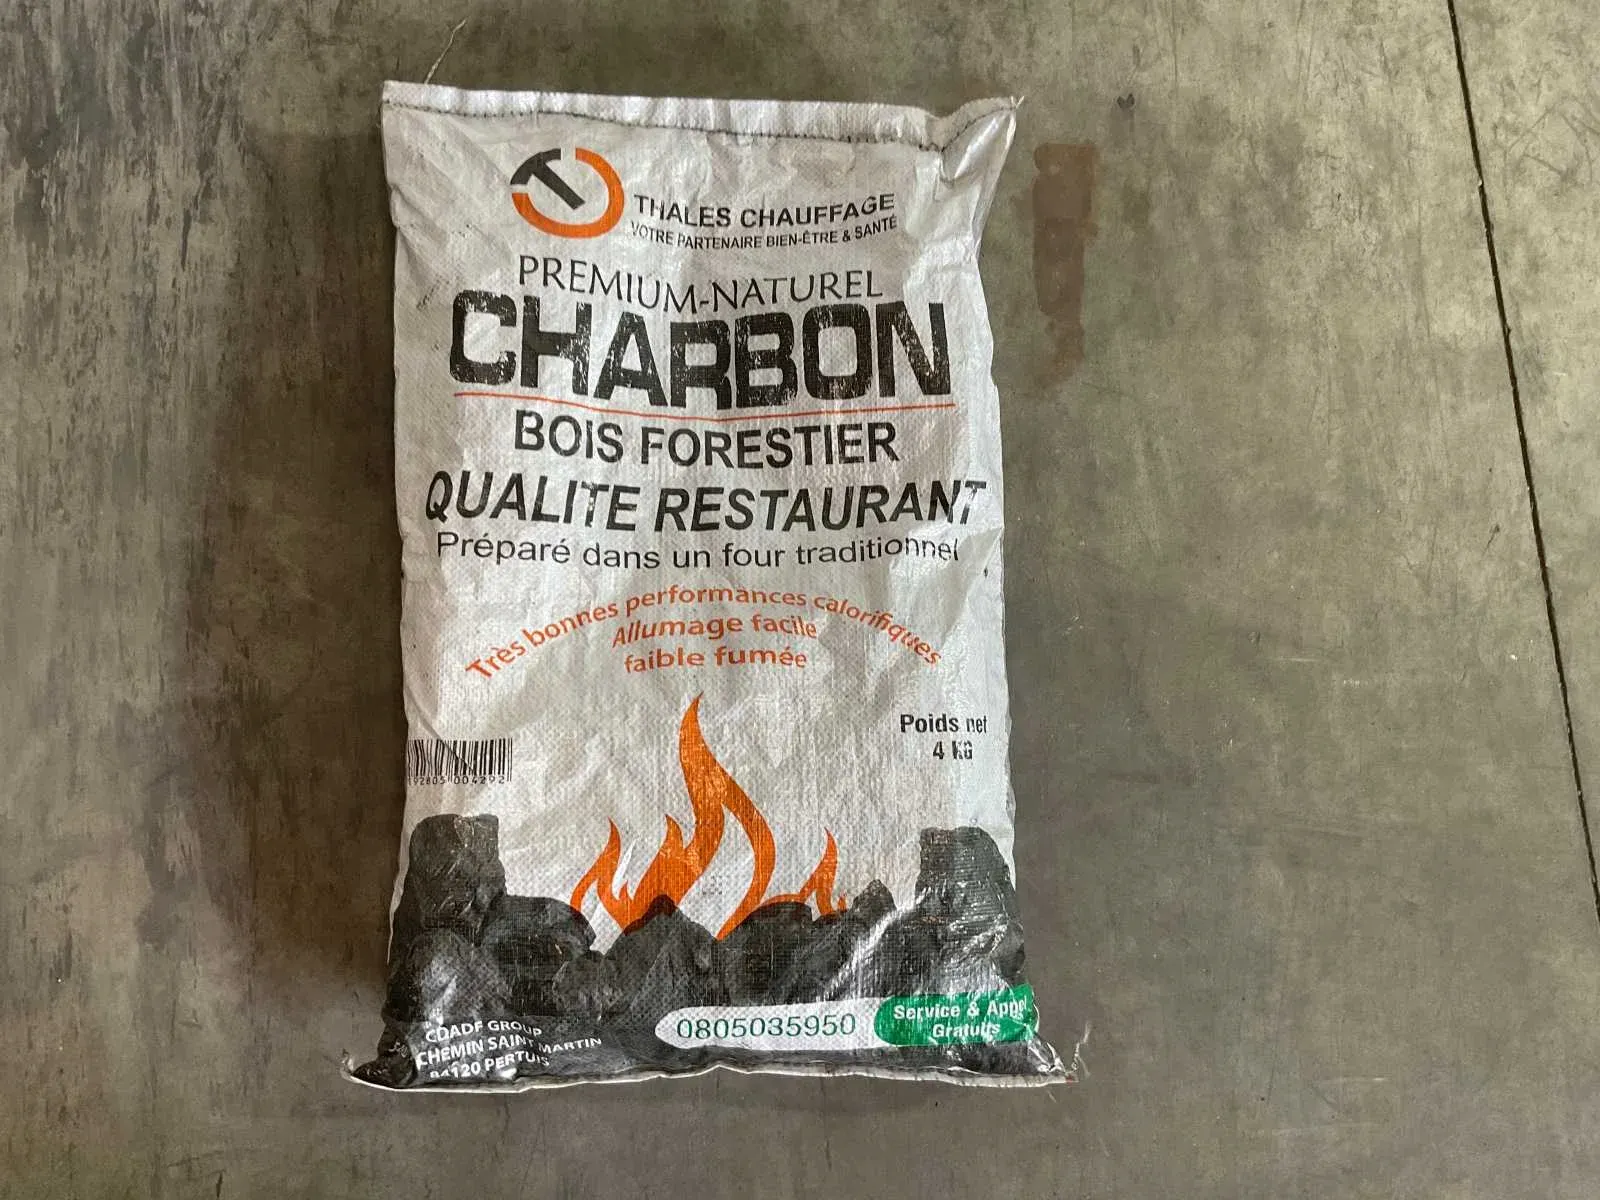 THALES CHAUFFAGE
VOTRE PARTENAIRE BIEN-ÊTRE & SANTÉ
PREMIUM-NATUREL
CHARBON
BOIS FORESTIER
QUALITE RESTAURANT
Préparé dans un four traditionnel
Très bonnes performances calorifiques
Allumage facile
faible fumée
Poids net
4 KG
92805 004292
0805035950
Service & Appel
Gratuits
CDADF GROUP
CHEMIN SAINT MARTIN
84120 PERTUIS